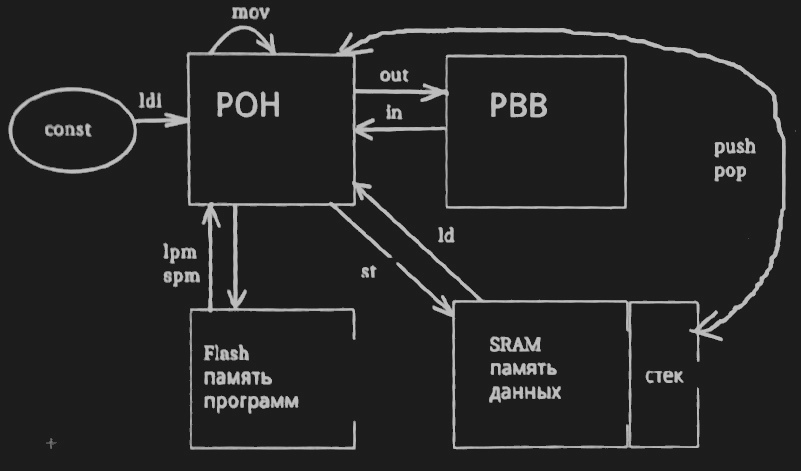 mov
ldi
const
РОН
out
in
РВВ
push
pop
ld
st
lpm
spm
Flash
память
программ
SRAM
память
данных
стек